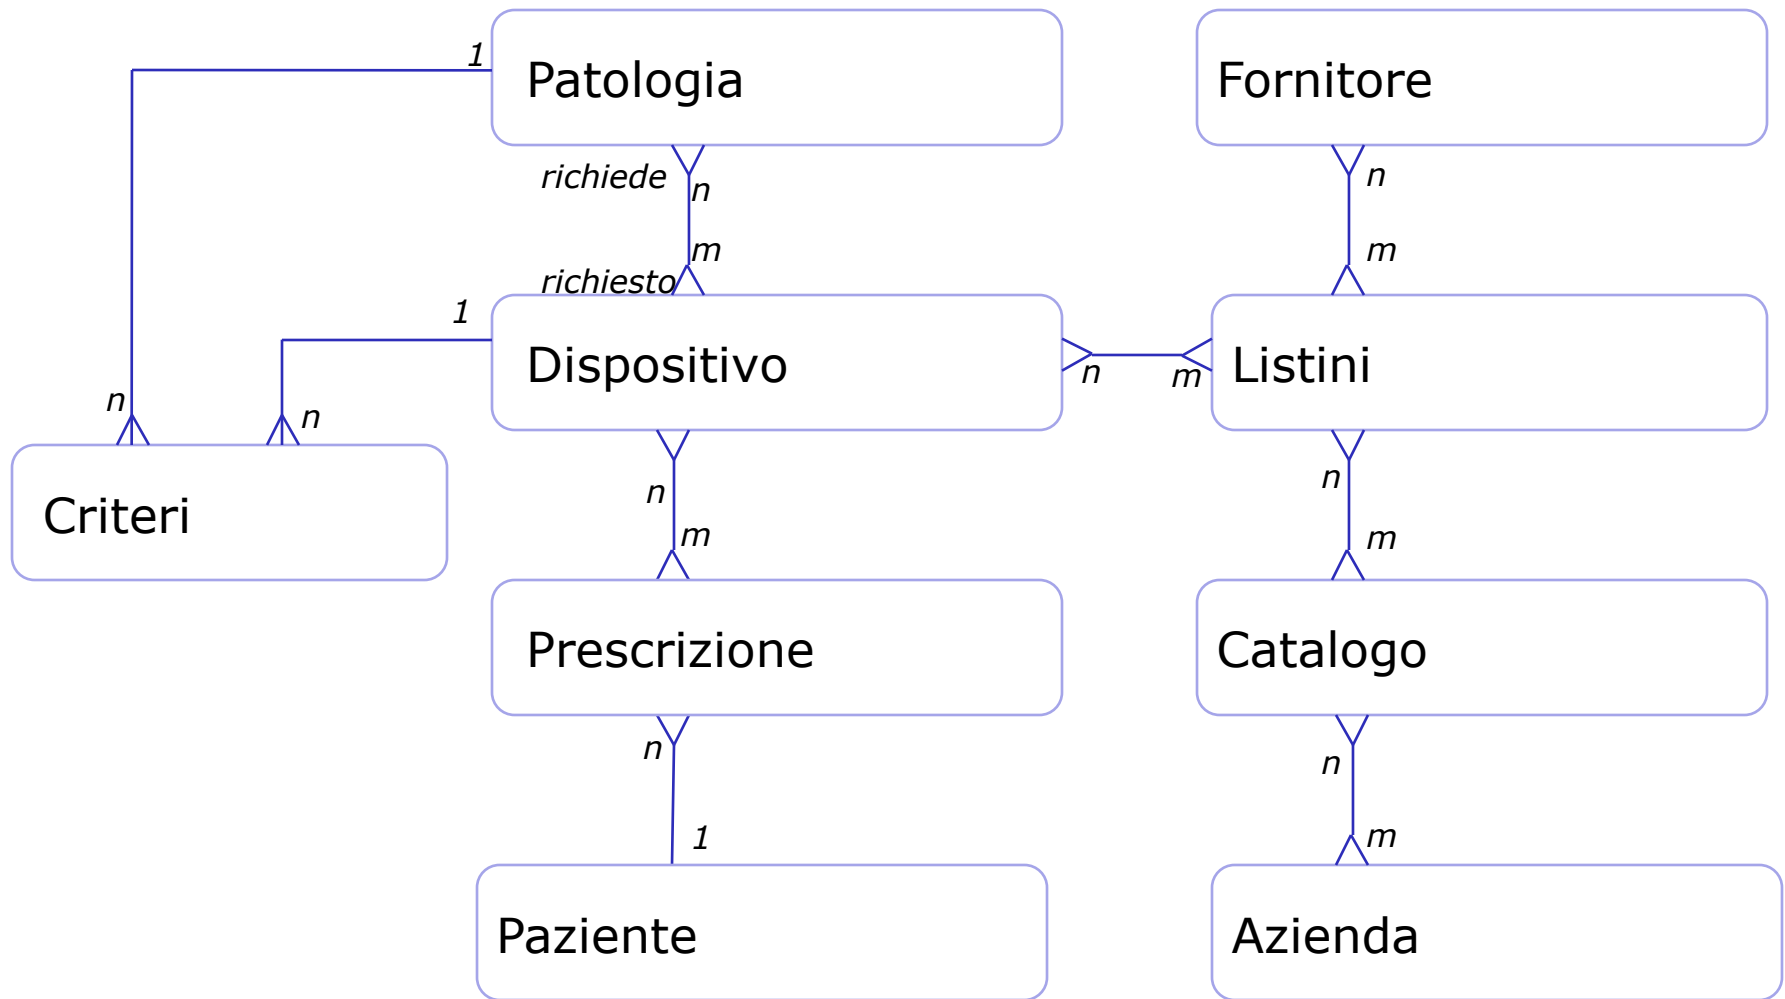 1
Patologia
Fornitore
richiede
n
n
m
m
richiesto
1
Dispositivo
n
m
Listini
n
n
Criteri
n
m
n
m
Prescrizione
Catalogo
n
1
n
m
Paziente
Azienda